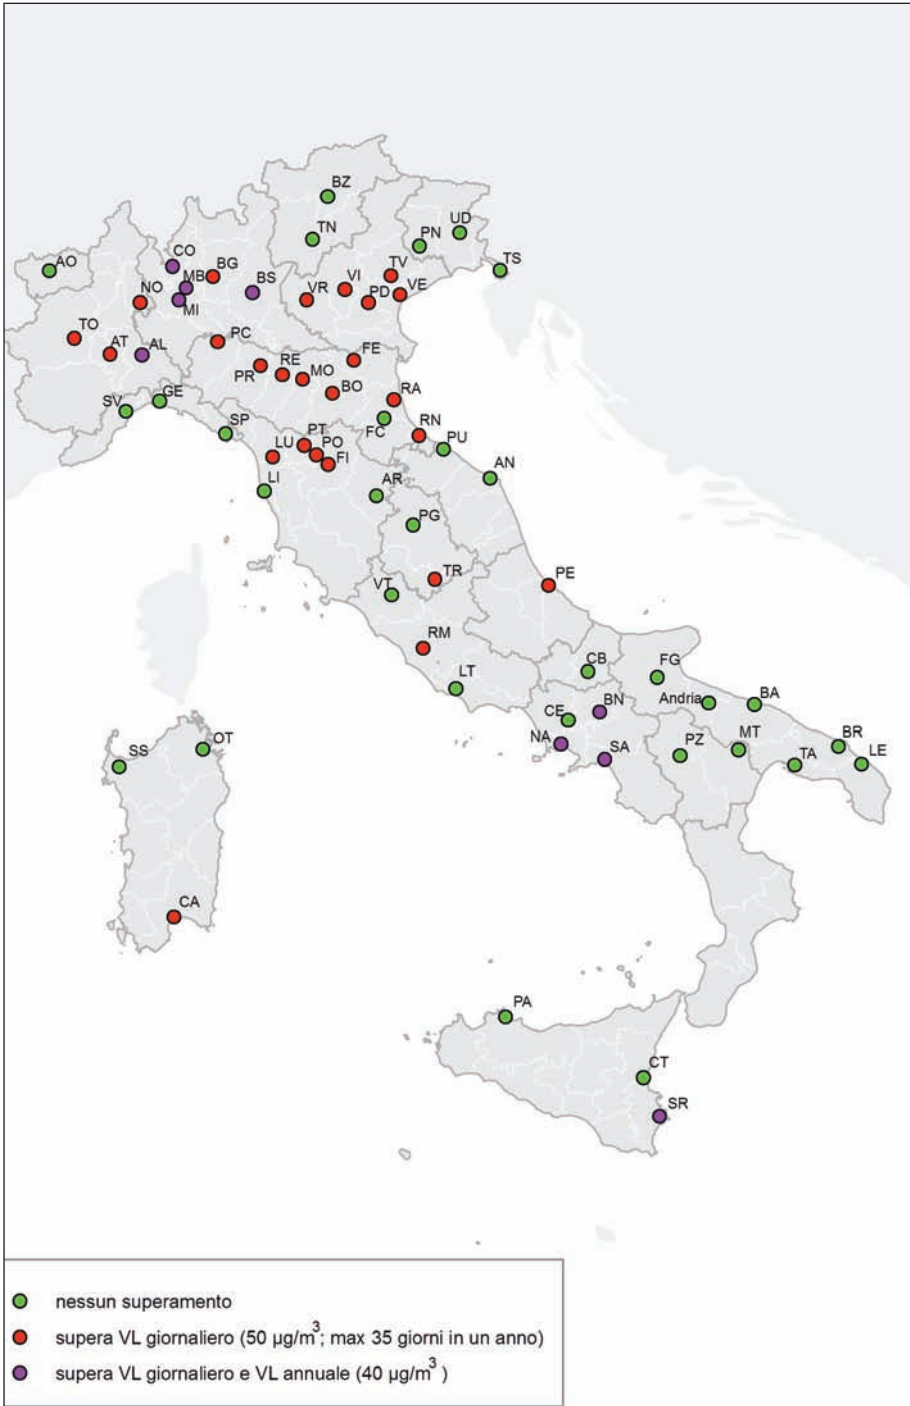 BZ
UD
TN
PN
CO
AO
BG
TS
MB
BS
TV
VI
NO
VR
PD
VE
MI
TO
PC
AT
AL
FE
RE
PR
MO
RA
GE
BO
SV
SP
FC
RN
PT
PU
LU
PO
FI
AN
LI
AR
PG
TR
PE
VT
RM
CB
FG
LT
BN
Andria
BA
CE
OT
NA
MT
BR
SS
SA
PZ
TA
LE
CA
PA
CT
SR
nessun superamento
supera VL giornaliero (50 µg/m³; max 35 giorni in un anno)
supera VL giornaliero e VL annuale (40 µg/m³ )